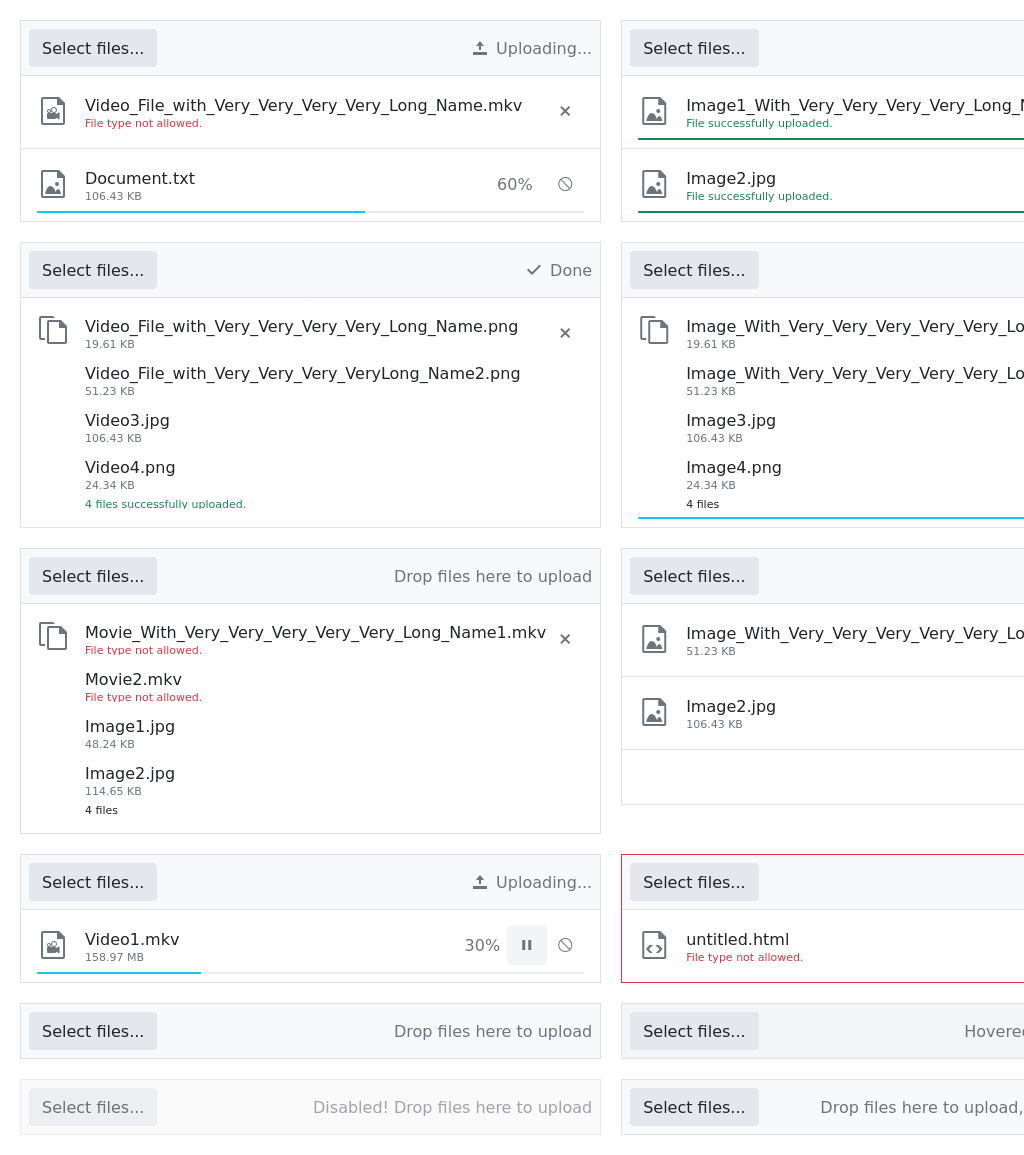 Select files...
Uploading...
Video_File_with_Very_Very_Very_Very_Long_Name.mkv
File type not allowed.
Document.txt
106.43 KB
60%
Select files...
Image1_With_Very_Very_Very_Very_Long_
File successfully uploaded.
Image2.jpg
File successfully uploaded.
Select files...
Done
Video_File_with_Very_Very_Very_Very_Long_Name.png
19.61 KB
Video_File_with_Very_Very_Very_VeryLong_Name2.png
51.23 KB
Video3.jpg
106.43 KB
Video4.png
24.34 KB
4 files successfully uploaded.
Select files...
Image_With_Very_Very_Very_Very_Very_Lo
19.61 KB
Image_With_Very_Very_Very_Very_Very_Lo
51.23 KB
Image3.jpg
106.43 KB
Image4.png
24.34 KB
4 files
Select files...
Drop files here to upload
Movie_With_Very_Very_Very_Very_Very_Long_Name1.mkv
File type not allowed.
Movie2.mkv
File type not allowed.
Image1.jpg
48.24 KB
Image2.jpg
114.65 KB
4 files
Select files...
Image_With_Very_Very_Very_Very_Very_Lo
51.23 KB
Image2.jpg
106.43 KB
Select files...
Uploading...
Video1.mkv
158.97 MB
30%
Select files...
untitled.html
File type not allowed.
Select files...
Drop files here to upload
Select files...
Hovered
Select files...
Disabled! Drop files here to upload
Select files...
Drop files here to upload,